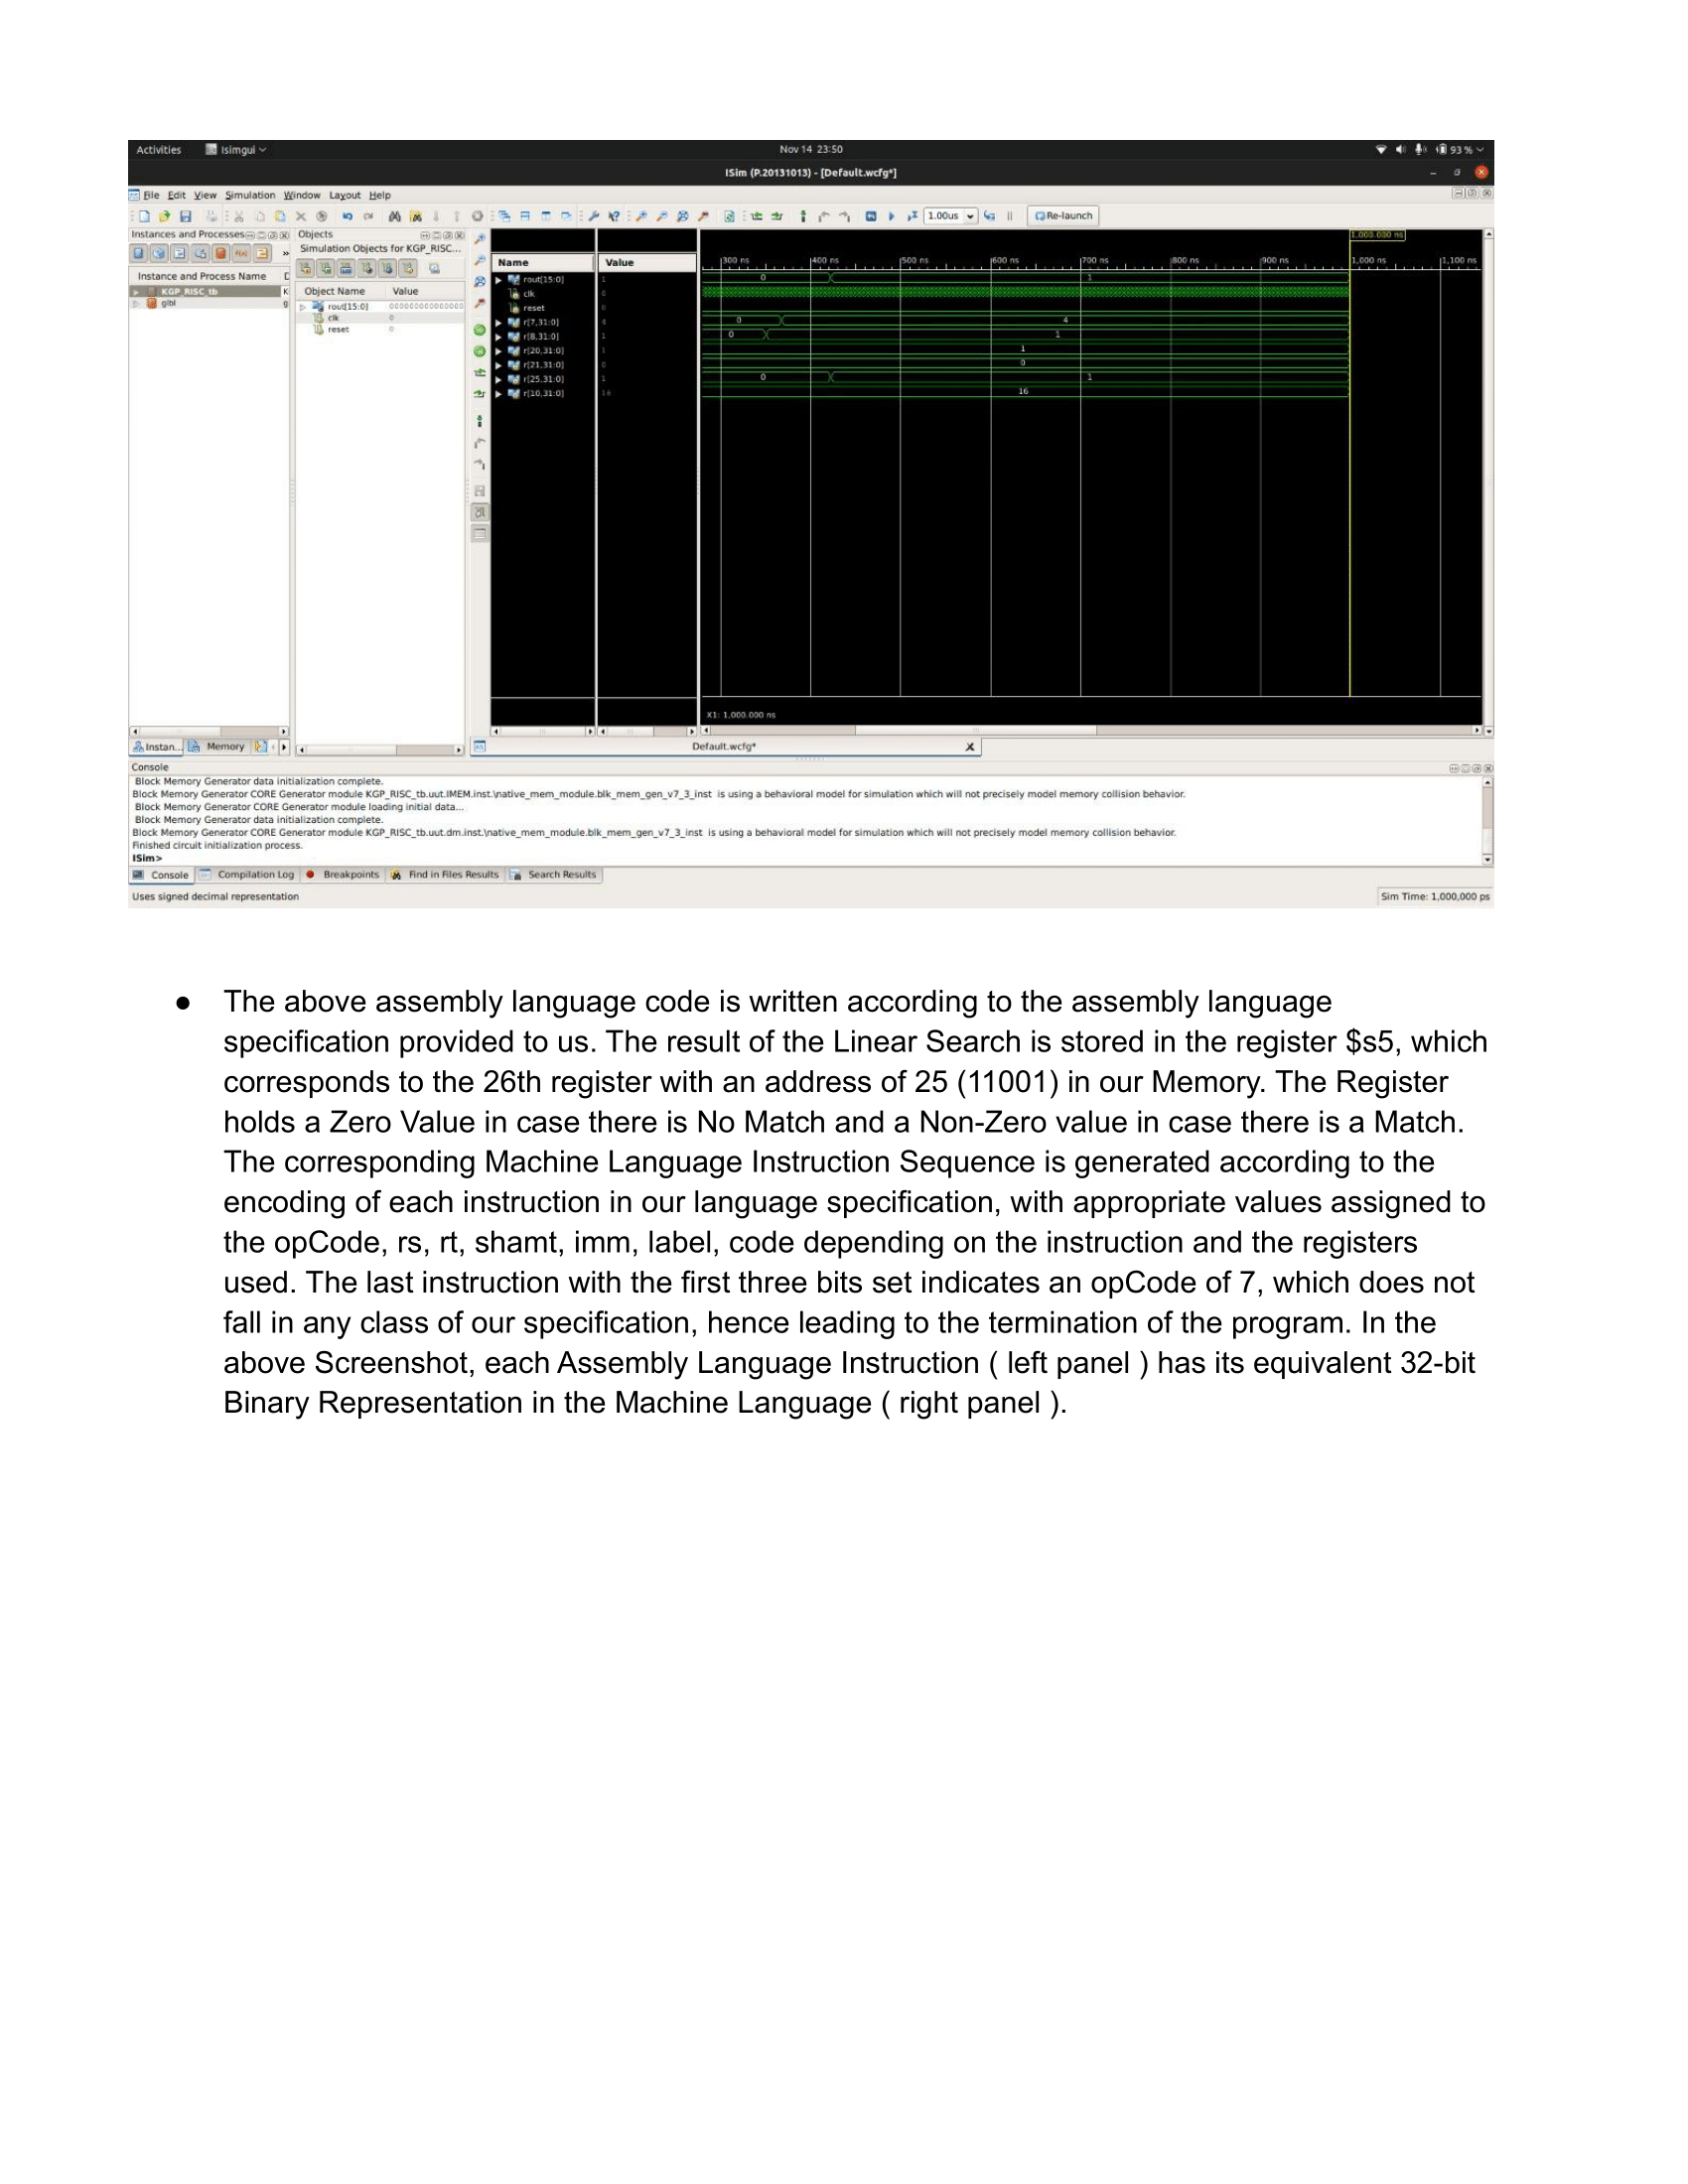 Activities Isimgui Nov 14 23:50 93 %
ISim (P.20131013) - [Default.wcfg*]
File Edit View Simulation Window Layout Help
1.00us Re-launch
Instances and Processes Objects
Simulation Objects for KGP_RISC...
1,000.000 ns
Name Value
300 ns 400 ns 500 ns 600 ns 700 ns 800 ns 900 ns 1,000 ns 1,100 ns
Instance and Process Name
Object Name Value
KGP_RISC_tb K
glbl g
rout[15:0] 0000000000000000
clk 0
reset 0
rout[15:0] 1 0 1
clk 0
reset 0
r[7,31:0] 4 0 4
r[8,31:0] 1 0 1
r[20,31:0] 1 1
r[21,31:0] 0 0
r[25,31:0] 1 0 1
r[10,31:0] 16 16
X1: 1,000.000 ns
Instan... Memory Default.wcfg* X
Console
Block Memory Generator data initialization complete.
Block Memory Generator CORE Generator module KGP_RISC_tb.uut.IMEM.inst.\native_mem_module.blk_mem_gen_v7_3_inst is using a behavioral model for simulation which will not precisely model memory collision behavior.
Block Memory Generator CORE Generator module loading initial data...
Block Memory Generator data initialization complete.
Block Memory Generator CORE Generator module KGP_RISC_tb.uut.dm.inst.\native_mem_module.blk_mem_gen_v7_3_inst is using a behavioral model for simulation which will not precisely model memory collision behavior.
Finished circuit initialization process.
ISim>
Console Compilation Log Breakpoints Find in Files Results Search Results
Uses signed decimal representation Sim Time: 1,000,000 ps
● The above assembly language code is written according to the assembly language
specification provided to us. The result of the Linear Search is stored in the register $s5, which
corresponds to the 26th register with an address of 25 (11001) in our Memory. The Register
holds a Zero Value in case there is No Match and a Non-Zero value in case there is a Match.
The corresponding Machine Language Instruction Sequence is generated according to the
encoding of each instruction in our language specification, with appropriate values assigned to
the opCode, rs, rt, shamt, imm, label, code depending on the instruction and the registers
used. The last instruction with the first three bits set indicates an opCode of 7, which does not
fall in any class of our specification, hence leading to the termination of the program. In the
above Screenshot, each Assembly Language Instruction ( left panel ) has its equivalent 32-bit
Binary Representation in the Machine Language ( right panel ).